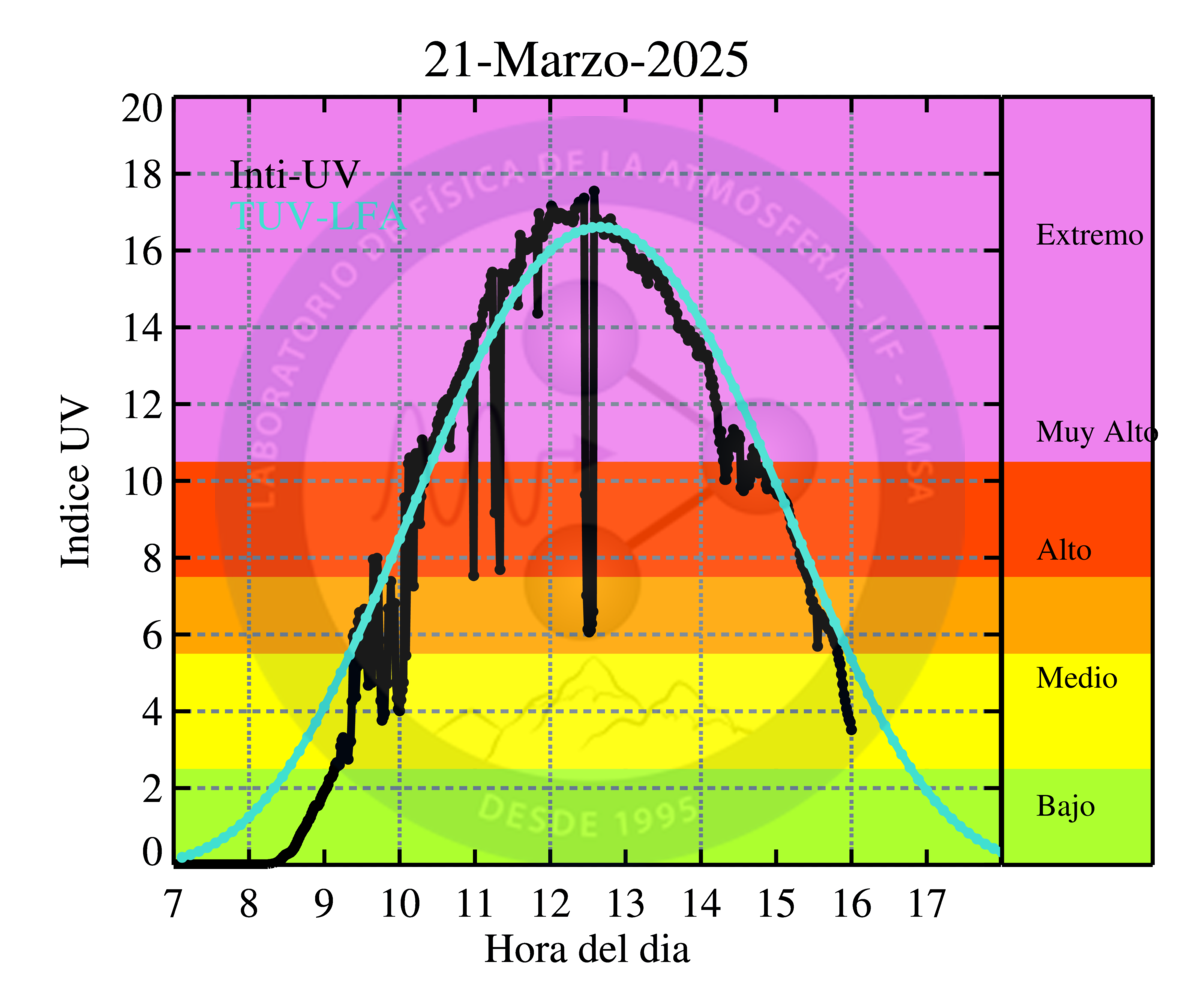 21-Marzo-2025
20
18
16
14
12
10
8
6
4
2
0
Indice UV
Inti-UV
TUV-LFA
LABORATORIO DE FÍSICA DE LA ATMÓSFERA - IIF - UMSA
DESDE 1995
Extremo
Muy Alto
Alto
Medio
Bajo
7 8 9 10 11 12 13 14 15 16 17
Hora del dia